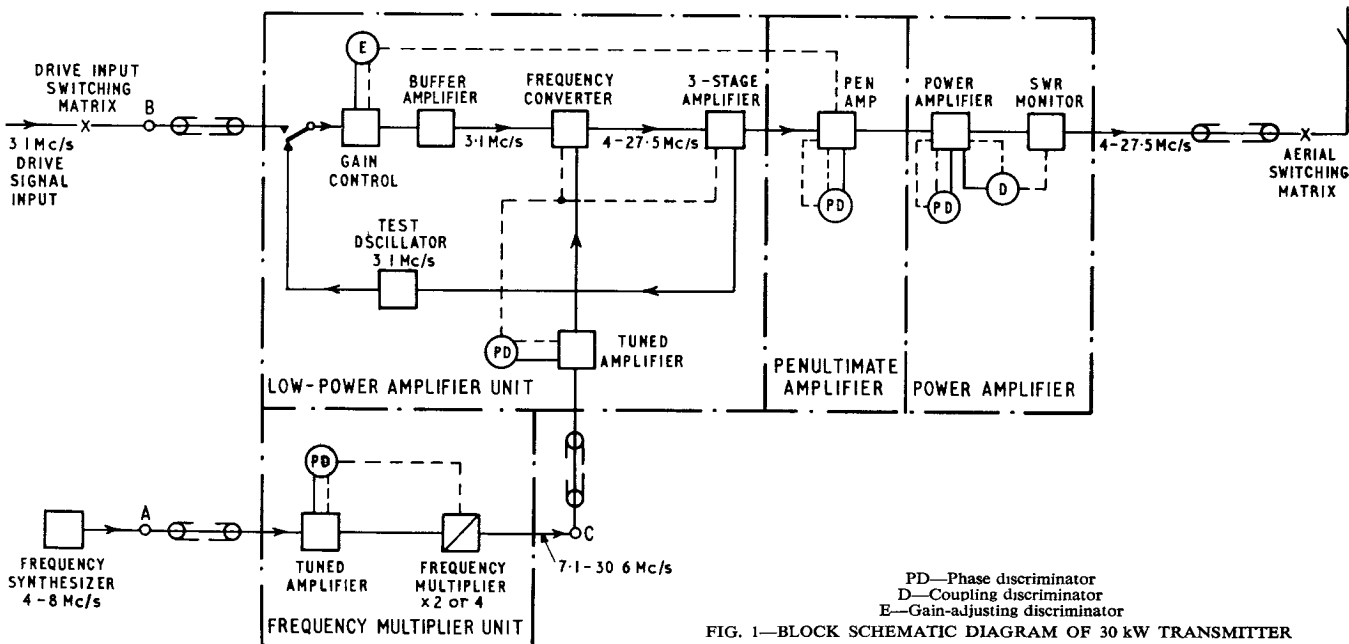 DRIVE INPUT
SWITCHING
MATRIX
B
3 1 Mc/s
DRIVE
SIGNAL
INPUT
E
GAIN
CONTROL
BUFFER
AMPLIFIER
3·1 Mc/s
FREQUENCY
CONVERTER
4-27·5 Mc/s
3-STAGE
AMPLIFIER
PEN
AMP
PD
POWER
AMPLIFIER
PD
D
SWR
MONITOR
4-27·5 Mc/s
AERIAL
SWITCHING
MATRIX
TEST
OSCILLATOR
3 1 Mc/s
PD
TUNED
AMPLIFIER
LOW-POWER AMPLIFIER UNIT
PENULTIMATE
AMPLIFIER
POWER AMPLIFIER
FREQUENCY
SYNTHESIZER
4-8 Mc/s
A
PD
TUNED
AMPLIFIER
FREQUENCY
MULTIPLIER
x2 or 4
C
7·1-30 6 Mc/s
FREQUENCY MULTIPLIER UNIT
PD—Phase discriminator
D—Coupling discriminator
E—Gain-adjusting discriminator
FIG. 1—BLOCK SCHEMATIC DIAGRAM OF 30 kW TRANSMITTER